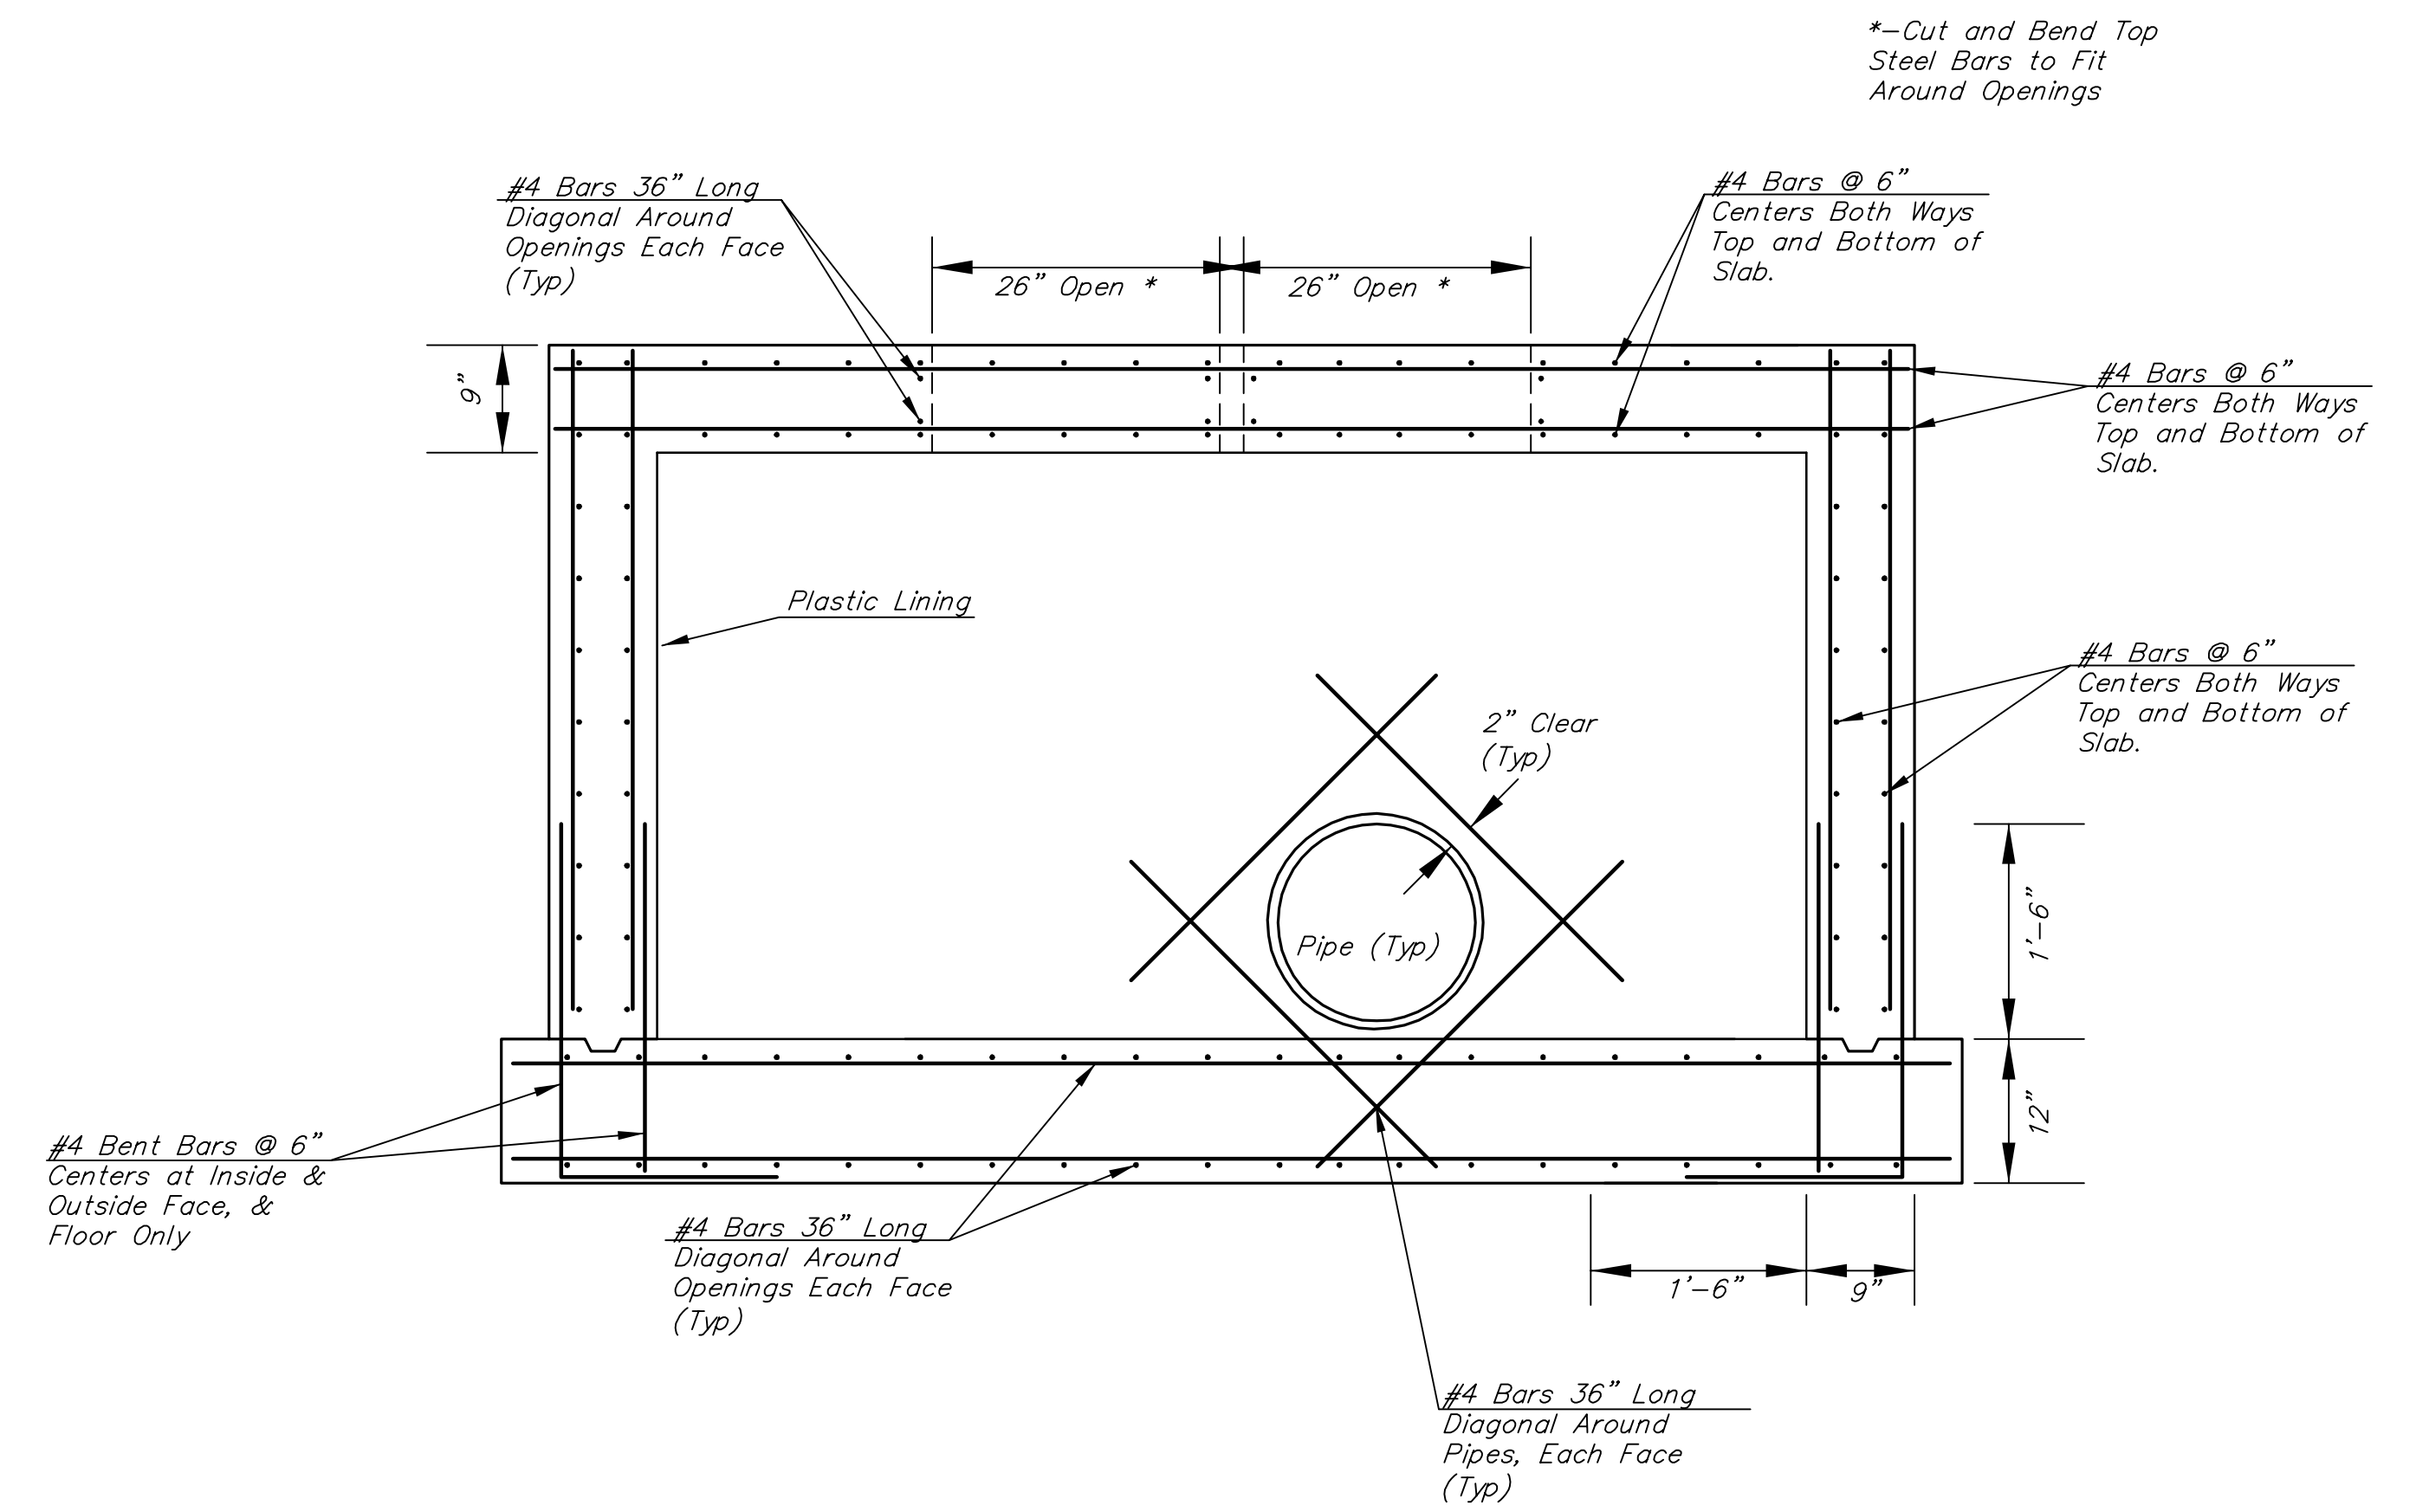 *-Cut and Bend Top
Steel Bars to Fit
Around Openings
#4 Bars 36" Long
Diagonal Around
Openings Each Face
(Typ)
#4 Bars @ 6"
Centers Both Ways
Top and Bottom of
Slab.
26" Open *
26" Open *
9"
#4 Bars @ 6"
Centers Both Ways
Top and Bottom of
Slab.
Plastic Lining
#4 Bars @ 6"
Centers Both Ways
Top and Bottom of
Slab.
2" Clear
(Typ)
Pipe (Typ)
1'-6"
12"
#4 Bent Bars @ 6"
Centers at Inside &
Outside Face, &
Floor Only
#4 Bars 36" Long
Diagonal Around
Openings Each Face
(Typ)
1'-6"
9"
#4 Bars 36" Long
Diagonal Around
Pipes, Each Face
(Typ)